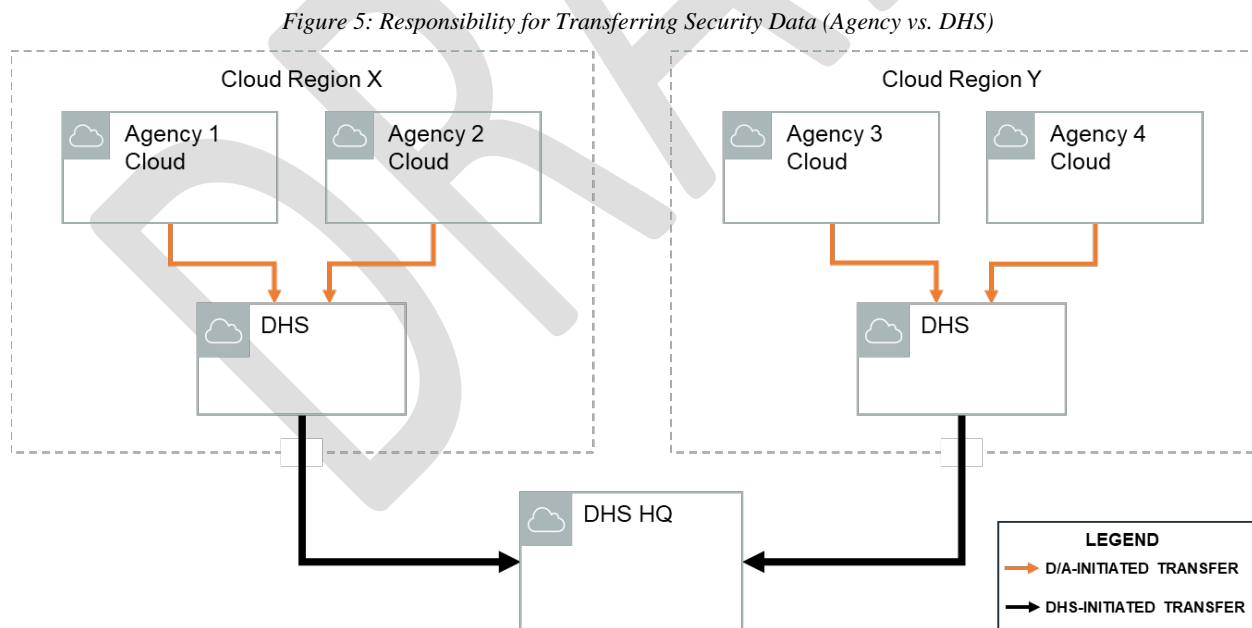 Figure 5: Responsibility for Transferring Security Data (Agency vs. DHS)
Cloud Region X
Cloud Region Y
Agency 1
Cloud
Agency 2
Cloud
Agency 3
Cloud
Agency 4
Cloud
DHS
DHS
DHS HQ
LEGEND
D/A-INITIATED TRANSFER
DHS-INITIATED TRANSFER